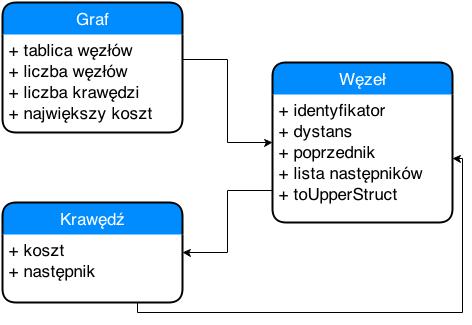 Graf
+ tablica węzłów
+ liczba węzłów
+ liczba krawędzi
+ największy koszt
Węzeł
+ identyfikator
+ dystans
+ poprzednik
+ lista następników
+ toUpperStruct
Krawędź
+ koszt
+ następnik